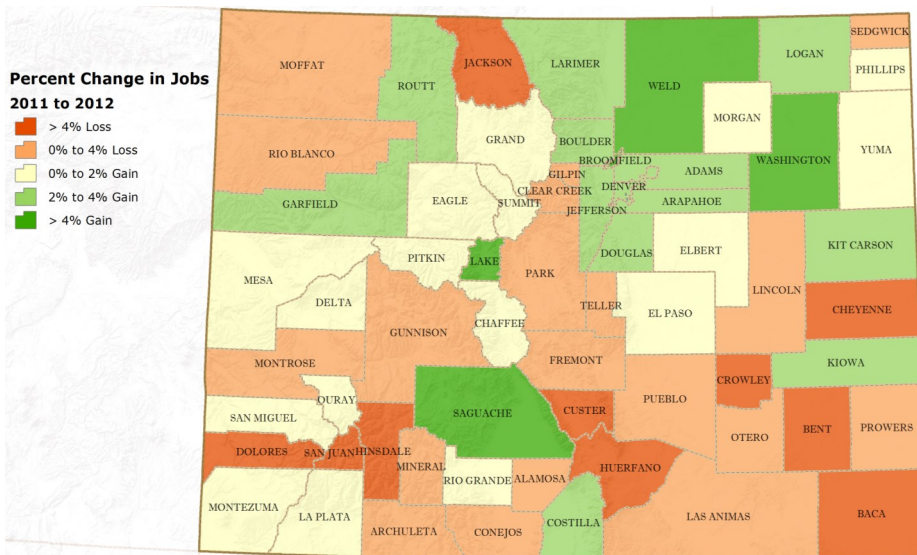 Percent Change in Jobs
2011 to 2012
> 4% Loss
0% to 4% Loss
0% to 2% Gain
2% to 4% Gain
> 4% Gain
MOFFAT
ROUTT
JACKSON
LARIMER
WELD
LOGAN
SEDGWICK
PHILLIPS
MORGAN
RIO BLANCO
GRAND
BOULDER
BROOMFIELD
WASHINGTON
YUMA
GARFIELD
EAGLE
SUMMIT
GILPIN
CLEAR CREEK
JEFFERSON
DENVER
ADAMS
ARAPAHOE
MESA
PITKIN
LAKE
PARK
DOUGLAS
ELBERT
LINCOLN
KIT CARSON
DELTA
GUNNISON
CHAFFEE
TELLER
EL PASO
CHEYENNE
MONTROSE
FREMONT
KIOWA
OURAY
SAN MIGUEL
SAGUACHE
CUSTER
PUEBLO
CROWLEY
OTERO
BENT
PROWERS
DOLORES
SAN JUAN
HINSDALE
MINERAL
RIO GRANDE
ALAMOSA
HUERFANO
MONTEZUMA
LA PLATA
ARCHULETA
CONEJOS
COSTILLA
LAS ANIMAS
BACA